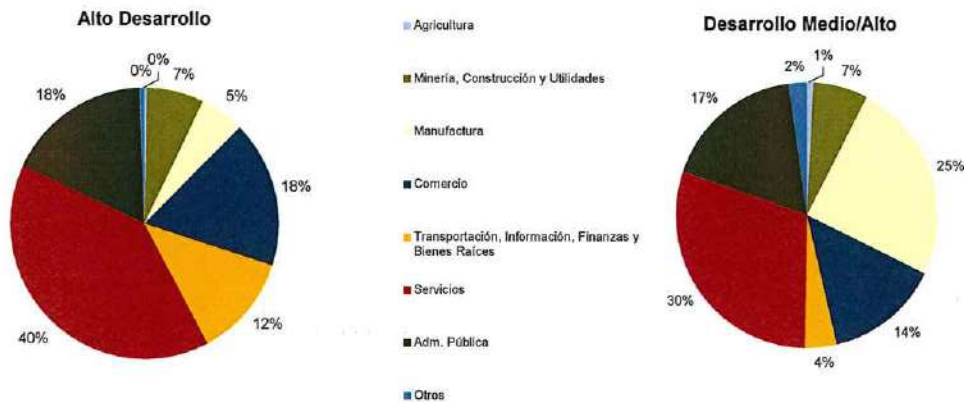 Alto Desarrollo
0%
0%
7%
5%
18%
12%
40%
18%
Agricultura
Minería, Construcción y Utilidades
Manufactura
Comercio
Transportación, Información, Finanzas y
Bienes Raíces
Servicios
Adm. Pública
Otros
Desarrollo Medio/Alto
2%
1%
7%
25%
14%
4%
30%
17%